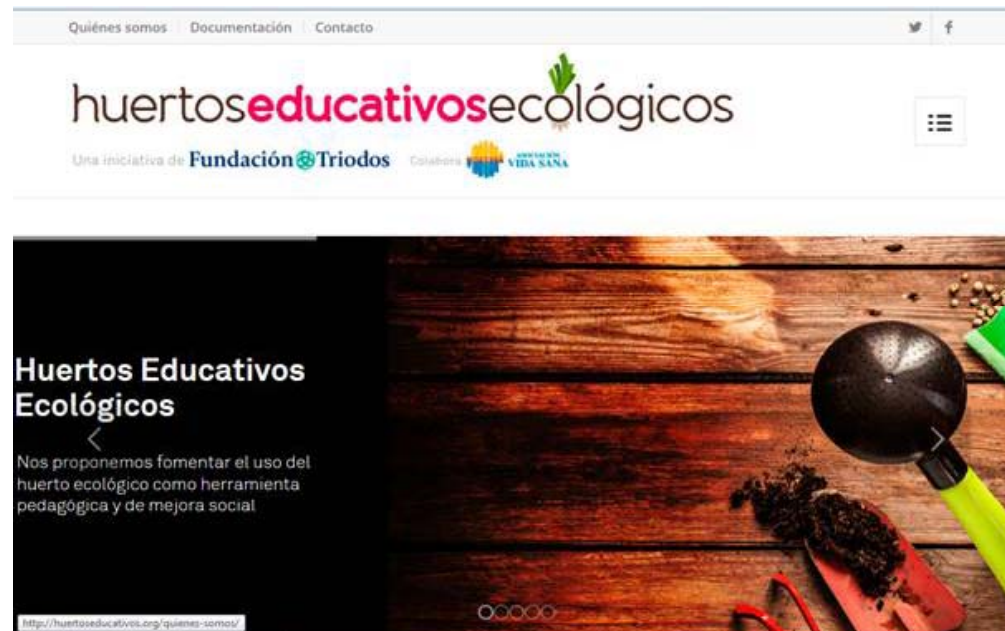 Quiénes somos Documentación Contacto
huertoseducativosecológicos
Una iniciativa de Fundación Triodos Colabora ASOCIACIÓN VIDA SANA
Huertos Educativos
Ecológicos
Nos proponemos fomentar el uso del
huerto ecológico como herramienta
pedagógica y de mejora social
http://huertoseducativos.org/quienes-somos/